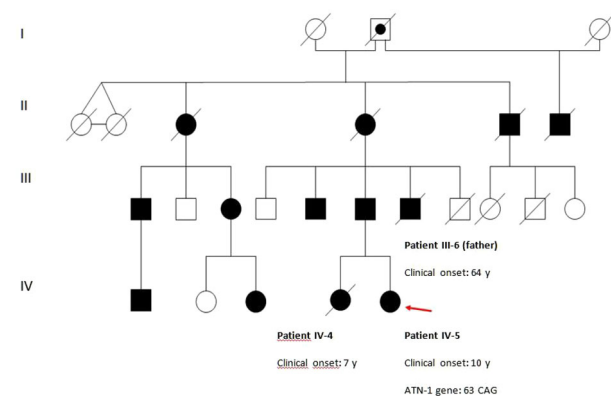 I
II
III
Patient III-6 (father)
Clinical onset: 64 y
IV
Patient IV-4
Patient IV-5
Clinical onset: 7 y
Clinical onset: 10 y
ATN-1 gene: 63 CAG